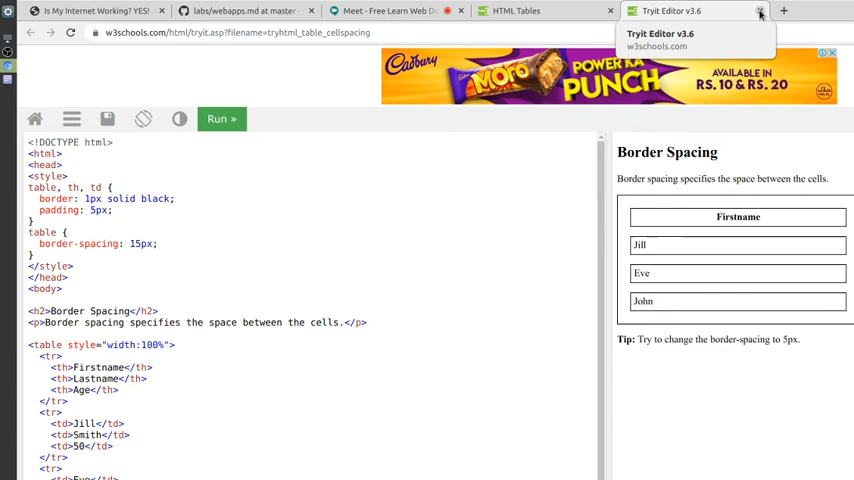 Is My Internet Working? YES!
labs/webapps.md at master
Meet - Free Learn Web De
HTML Tables
Tryit Editor v3.6
w3schools.com/html/tryit.asp?filename=tryhtml_table_cellspacing
Tryit Editor v3.6
w3schools.com
Cadbury
MORO
POWER KA
PUNCH
AVAILABLE IN
RS. 10 & RS. 20
Run »
<!DOCTYPE html>
<html>
<head>
<style>
table, th, td {
  border: 1px solid black;
  padding: 5px;
}
table {
  border-spacing: 15px;
}
</style>
</head>
<body>
<h2>Border Spacing</h2>
<p>Border spacing specifies the space between the cells.</p>
<table style="width:100%">
  <tr>
    <th>Firstname</th>
    <th>Lastname</th>
    <th>Age</th>
  </tr>
  <tr>
    <td>Jill</td>
    <td>Smith</td>
    <td>50</td>
  </tr>
  <tr>
    <td>Eve</td>
Border Spacing
Border spacing specifies the space between the cells.
Firstname
Jill
Eve
John
Tip: Try to change the border-spacing to 5px.